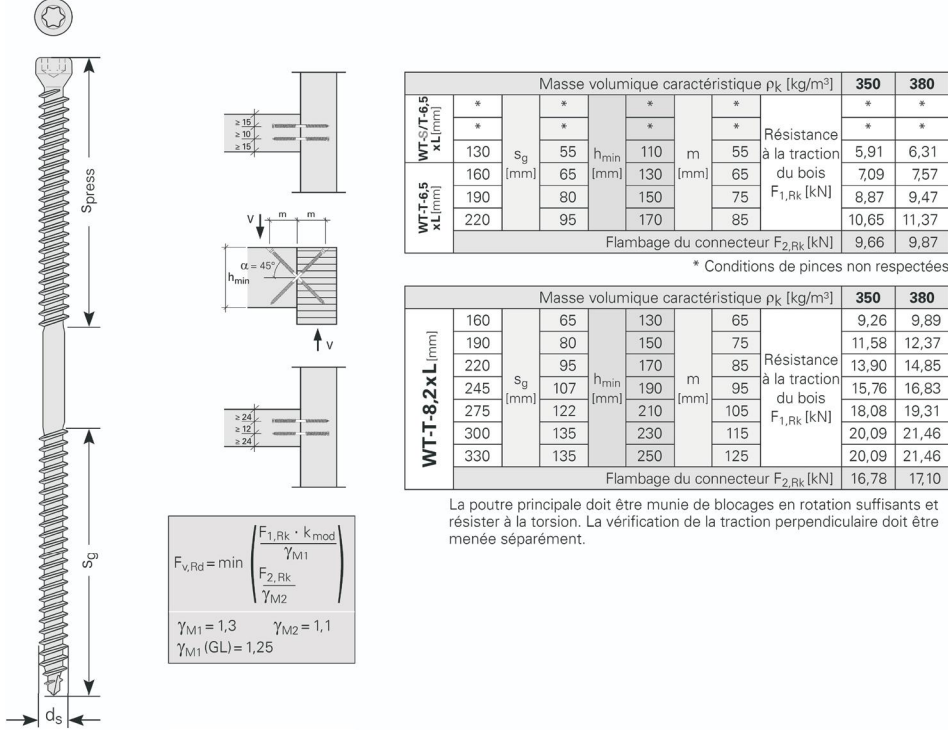 Spress
sg
ds
≥ 15
≥ 10
≥ 15
v m m
α = 45°
hmin
v
≥ 24
≥ 12
≥ 24
Fv,Rd = min ( F1,Rk · kmod / γM1
F2,Rk / γM2 )
γM1 = 1,3 γM2 = 1,1
γM1 (GL) = 1,25
Masse volumique caractéristique ρk [kg/m³] 350 380
WT-S/T-6,5 x L [mm]
WT-T-6,5 x L [mm]
sg [mm]
hmin [mm]
m [mm]
Résistance
à la traction
du bois
F1,Rk [kN]
* * * * * *
* * * * * *
130 55 110 55 5,91 6,31
160 65 130 65 7,09 7,57
190 80 150 75 8,87 9,47
220 95 170 85 10,65 11,37
Flambage du connecteur F2,Rk [kN] 9,66 9,87
* Conditions de pinces non respectées
Masse volumique caractéristique ρk [kg/m³] 350 380
WT-T-8,2 x L [mm]
sg [mm]
hmin [mm]
m [mm]
Résistance
à la traction
du bois
F1,Rk [kN]
160 65 130 65 9,26 9,89
190 80 150 75 11,58 12,37
220 95 170 85 13,90 14,85
245 107 190 95 15,76 16,83
275 122 210 105 18,08 19,31
300 135 230 115 20,09 21,46
330 135 250 125 20,09 21,46
Flambage du connecteur F2,Rk [kN] 16,78 17,10
La poutre principale doit être munie de blocages en rotation suffisants et
résister à la torsion. La vérification de la traction perpendiculaire doit être
menée séparément.